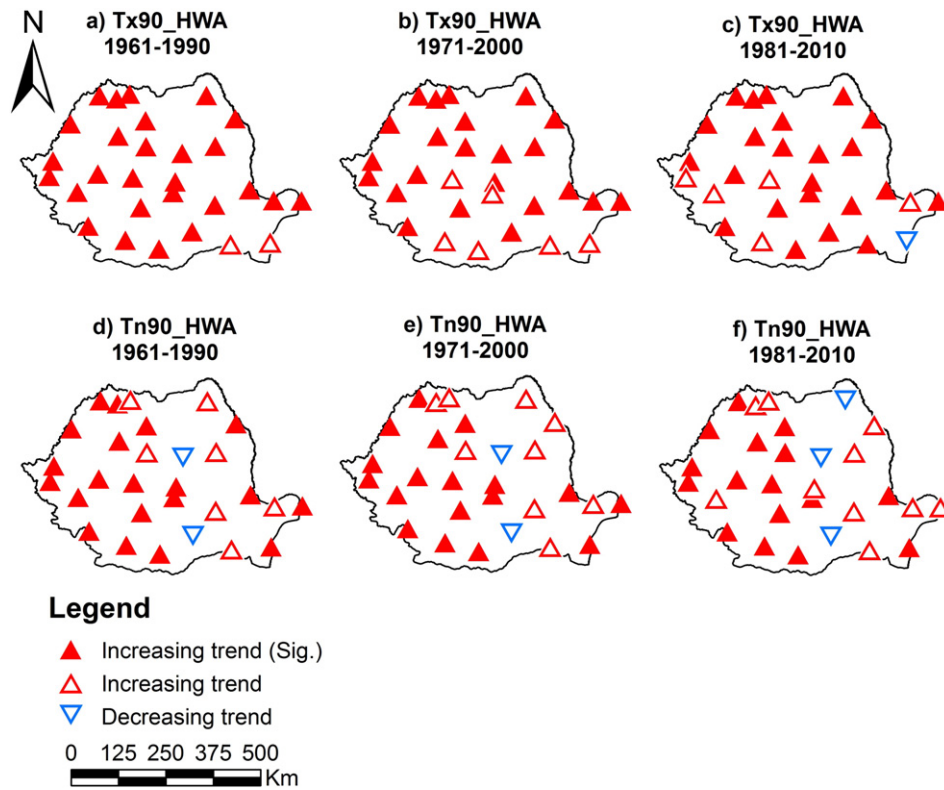 N
a) Tx90_HWA
1961-1990
b) Tx90_HWA
1971-2000
c) Tx90_HWA
1981-2010
d) Tn90_HWA
1961-1990
e) Tn90_HWA
1971-2000
f) Tn90_HWA
1981-2010
Legend
Increasing trend (Sig.)
Increasing trend
Decreasing trend
0 125 250 375 500
Km